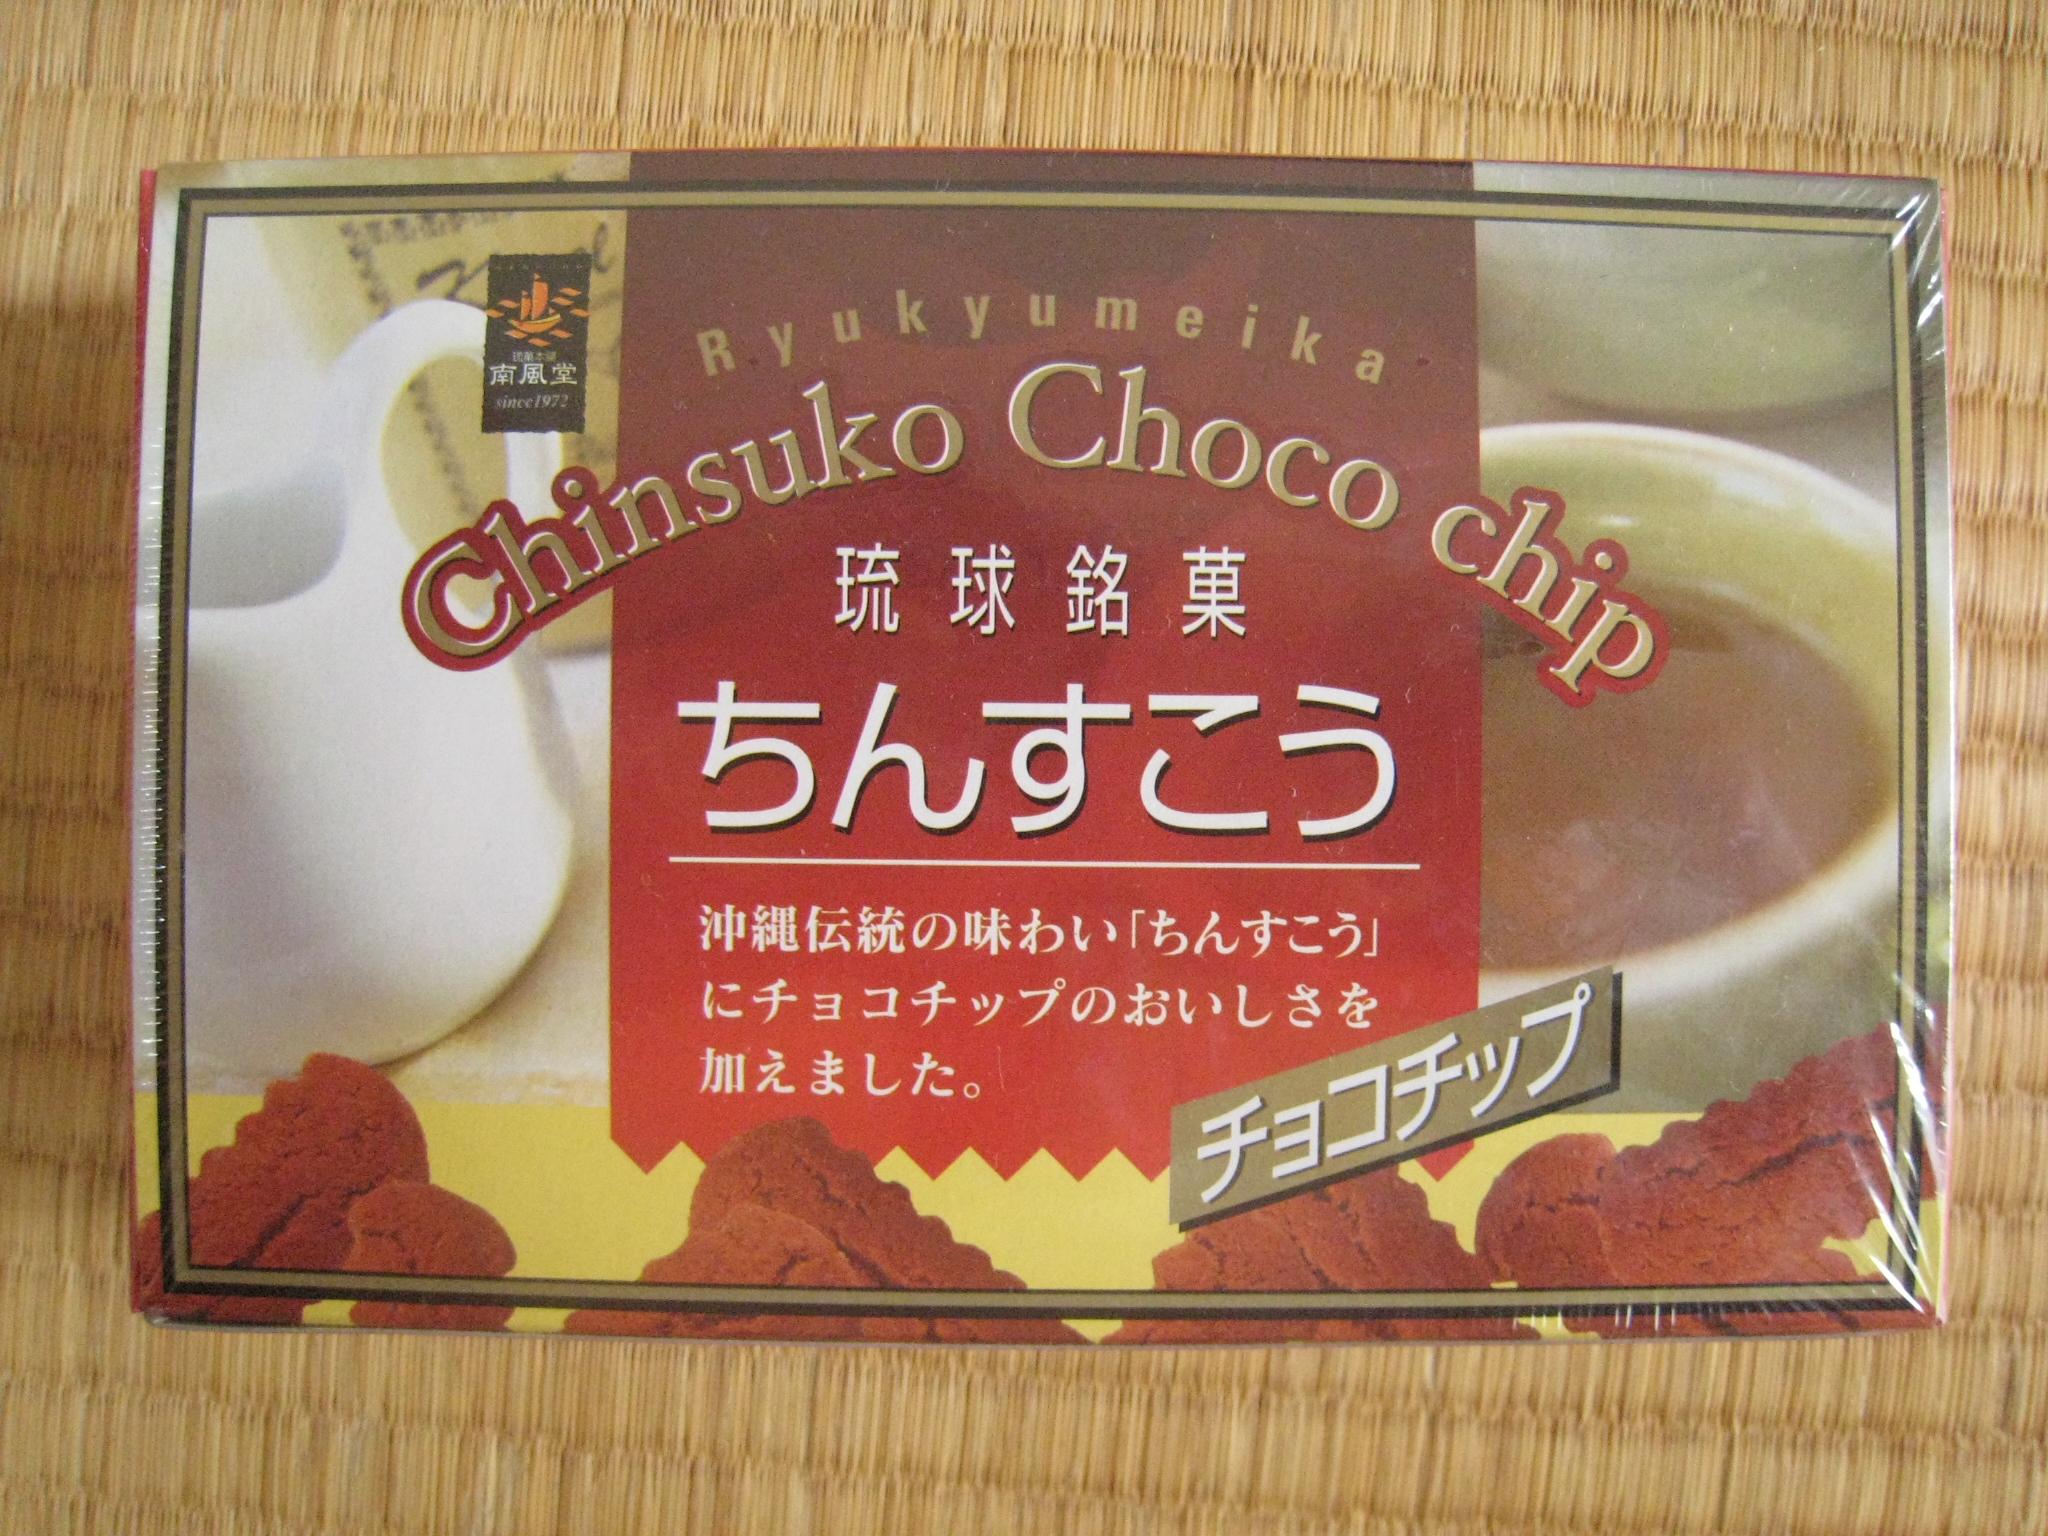 琉菓本舗
南風堂
since1972
Ryukyumeika
Chinsuko Choco chip
琉球銘菓
ちんすこう
沖縄伝統の味わい「ちんすこう」
にチョコチップのおいしさを
加えました。
チョコチップ